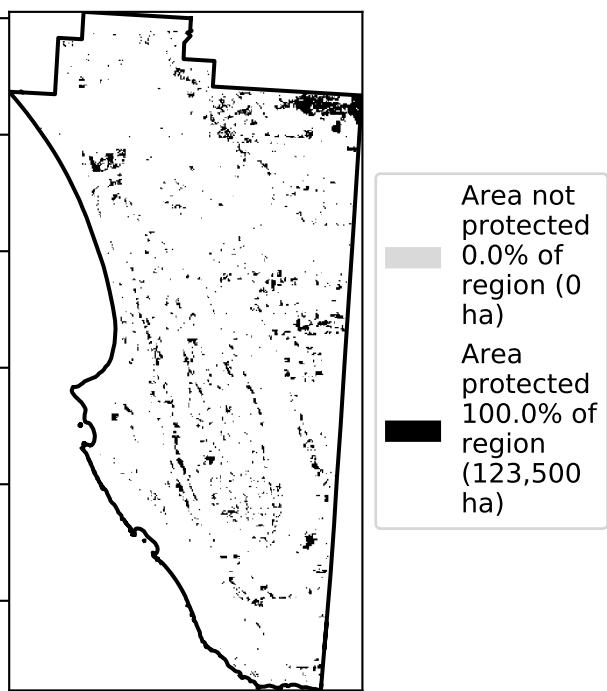 Area not
protected
0.0% of
region (0
ha)
Area
protected
100.0% of
region
(123,500
ha)